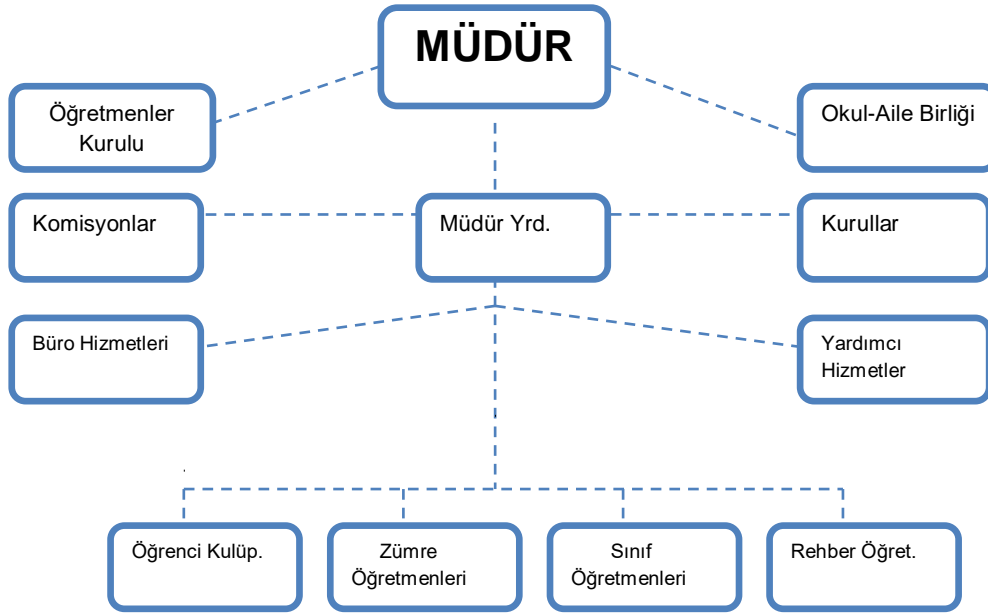 MÜDÜR
Öğretmenler
Kurulu
Okul-Aile Birliği
Komisyonlar
Müdür Yrd.
Kurullar
Büro Hizmetleri
Yardımcı
Hizmetler
Öğrenci Kulüp.
Zümre
Öğretmenleri
Sınıf
Öğretmenleri
Rehber Öğret.